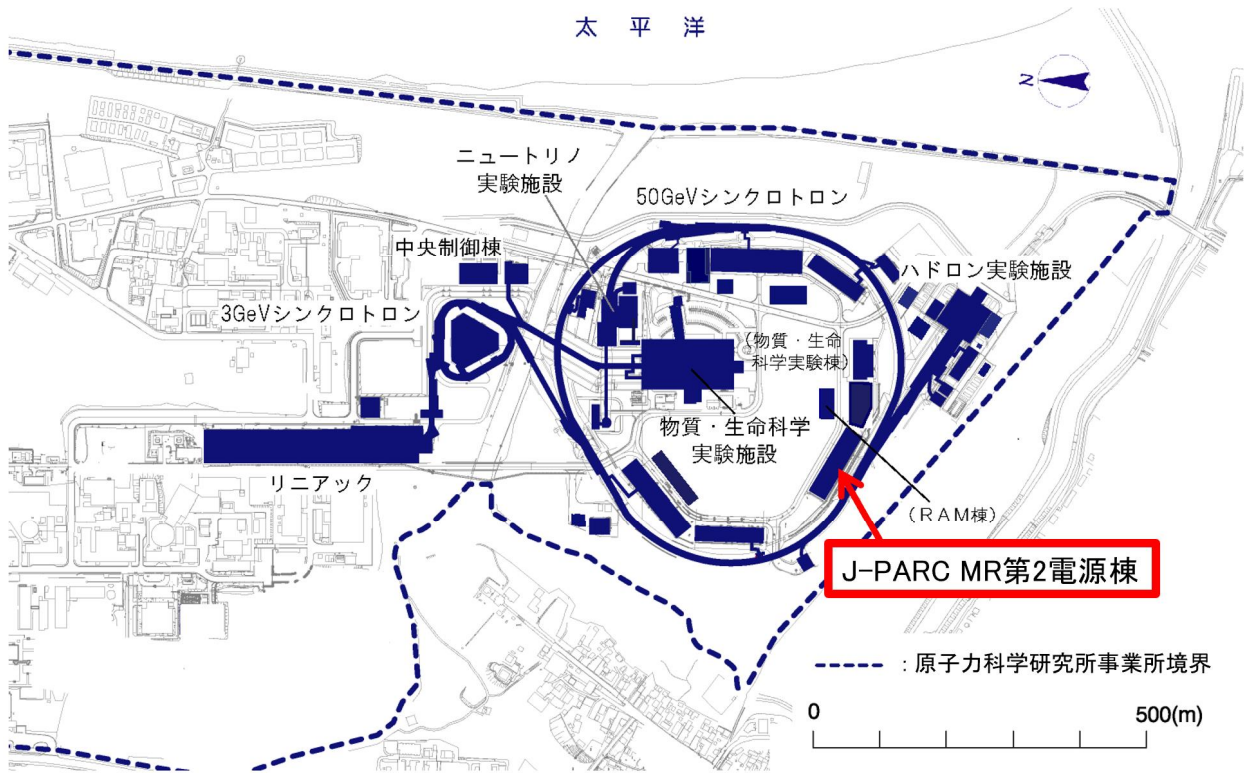 太 平 洋
N
ニュートリノ
実験施設
50GeVシンクロトロン
中央制御棟
ハドロン実験施設
3GeVシンクロトロン
(物質・生命
科学実験棟)
物質・生命科学
実験施設
リニアック
(RAM棟)
J-PARC MR第2電源棟
:原子力科学研究所事業所境界
0
500(m)